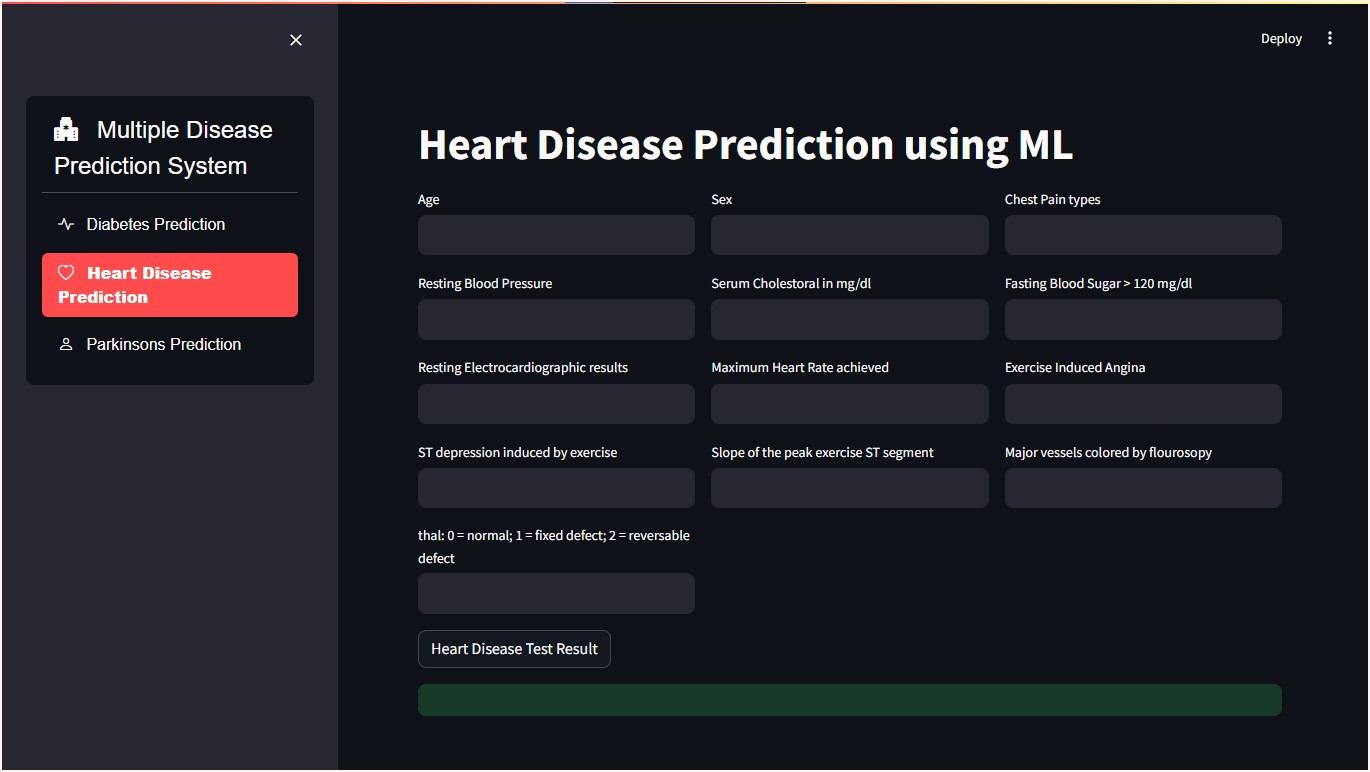 Deploy
Multiple Disease
Prediction System
Diabetes Prediction
Heart Disease
Prediction
Parkinsons Prediction
Heart Disease Prediction using ML
Age
Sex
Chest Pain types
Resting Blood Pressure
Serum Cholestoral in mg/dl
Fasting Blood Sugar > 120 mg/dl
Resting Electrocardiographic results
Maximum Heart Rate achieved
Exercise Induced Angina
ST depression induced by exercise
Slope of the peak exercise ST segment
Major vessels colored by flourosopy
thal: 0 = normal; 1 = fixed defect; 2 = reversable
defect
Heart Disease Test Result